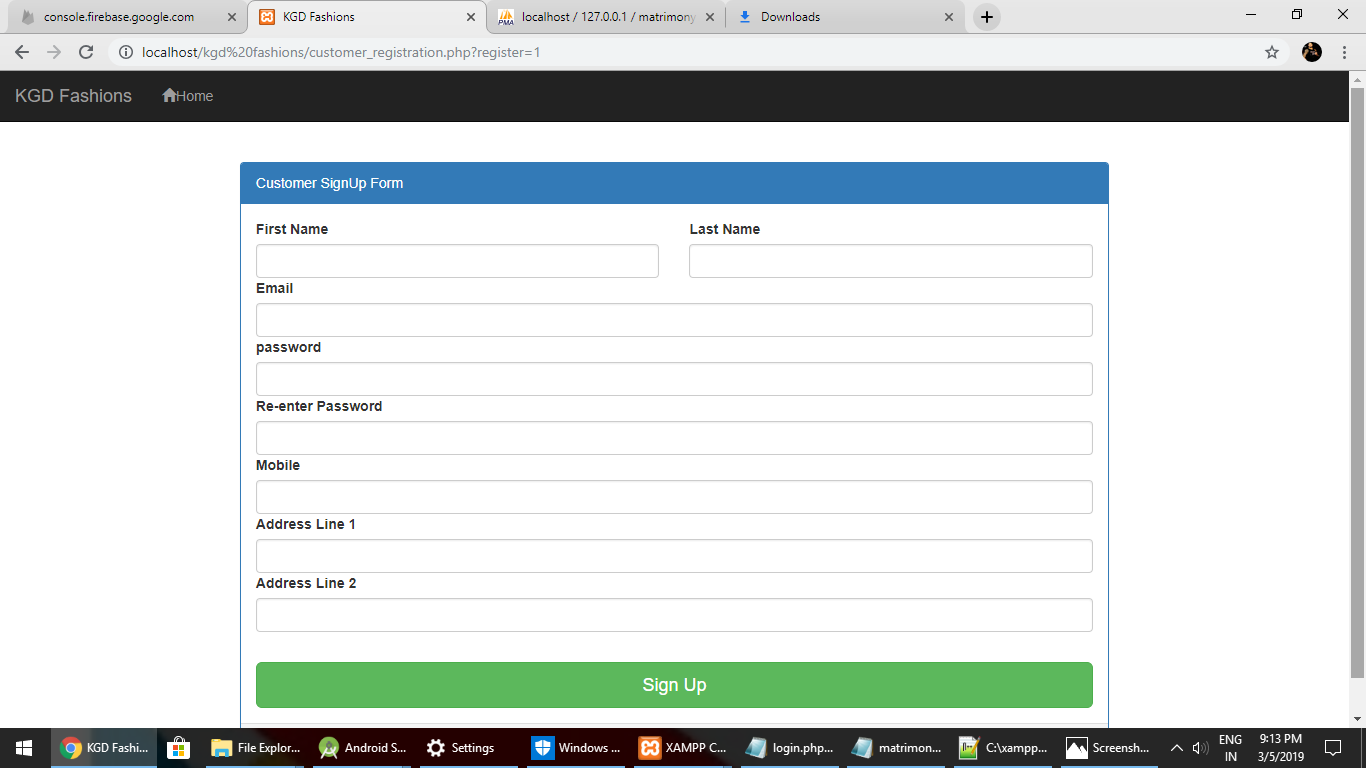 console.firebase.google.com
KGD Fashions
localhost / 127.0.0.1 / matrimony
Downloads
localhost/kgd%20fashions/customer_registration.php?register=1
KGD Fashions Home
Customer SignUp Form
First Name Last Name
Email
password
Re-enter Password
Mobile
Address Line 1
Address Line 2
Sign Up
KGD Fashi...
File Explor...
Android S...
Settings
Windows ...
XAMPP C...
login.php...
matrimon...
C:\xampp...
Screensh...
ENG
IN
9:13 PM
3/5/2019